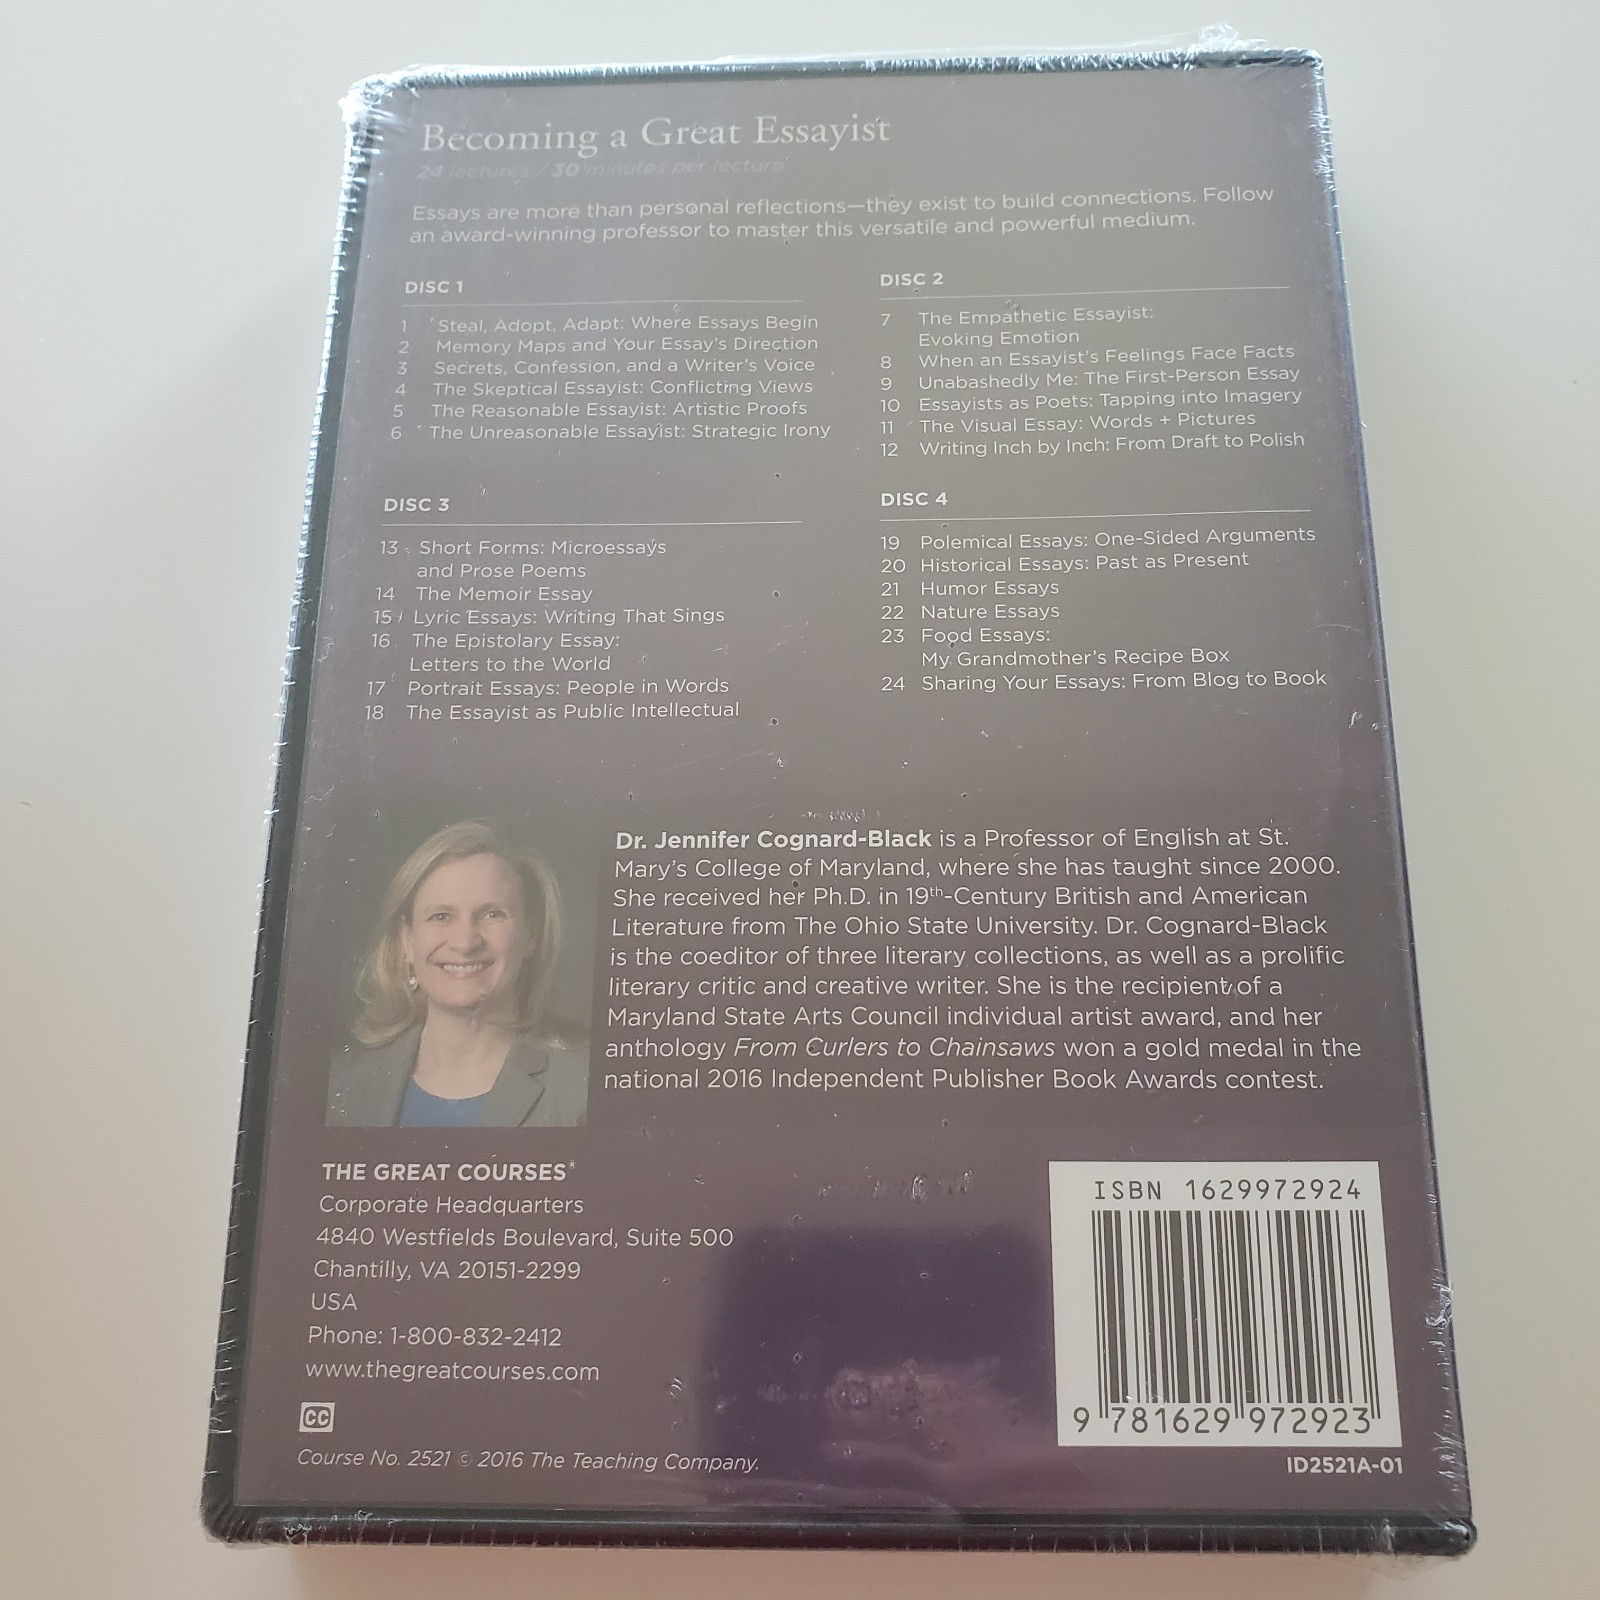 Becoming a Great Essayist
24 lectures / 30 minutes per lecture
Essays are more than personal reflections—they exist to build connections. Follow
an award-winning professor to master this versatile and powerful medium.
DISC 1
1 Steal, Adopt, Adapt: Where Essays Begin
2 Memory Maps and Your Essay's Direction
3 Secrets, Confession, and a Writer's Voice
4 The Skeptical Essayist: Conflicting Views
5 The Reasonable Essayist: Artistic Proofs
6 The Unreasonable Essayist: Strategic Irony
DISC 2
7 The Empathetic Essayist:
Evoking Emotion
8 When an Essayist's Feelings Face Facts
9 Unabashedly Me: The First-Person Essay
10 Essayists as Poets: Tapping into Imagery
11 The Visual Essay: Words + Pictures
12 Writing Inch by Inch: From Draft to Polish
DISC 3
13 Short Forms: Microessays
and Prose Poems
14 The Memoir Essay
15 Lyric Essays: Writing That Sings
16 The Epistolary Essay:
Letters to the World
17 Portrait Essays: People in Words
18 The Essayist as Public Intellectual
DISC 4
19 Polemical Essays: One-Sided Arguments
20 Historical Essays: Past as Present
21 Humor Essays
22 Nature Essays
23 Food Essays:
My Grandmother's Recipe Box
24 Sharing Your Essays: From Blog to Book
Dr. Jennifer Cognard-Black is a Professor of English at St.
Mary's College of Maryland, where she has taught since 2000.
She received her Ph.D. in 19th-Century British and American
Literature from The Ohio State University. Dr. Cognard-Black
is the coeditor of three literary collections, as well as a prolific
literary critic and creative writer. She is the recipient of a
Maryland State Arts Council individual artist award, and her
anthology From Curlers to Chainsaws won a gold medal in the
national 2016 Independent Publisher Book Awards contest.
THE GREAT COURSES®
Corporate Headquarters
4840 Westfields Boulevard, Suite 500
Chantilly, VA 20151-2299
USA
Phone: 1-800-832-2412
www.thegreatcourses.com
CC
Course No. 2521 © 2016 The Teaching Company.
ISBN 1629972924
9 781629 972923
ID2521A-01